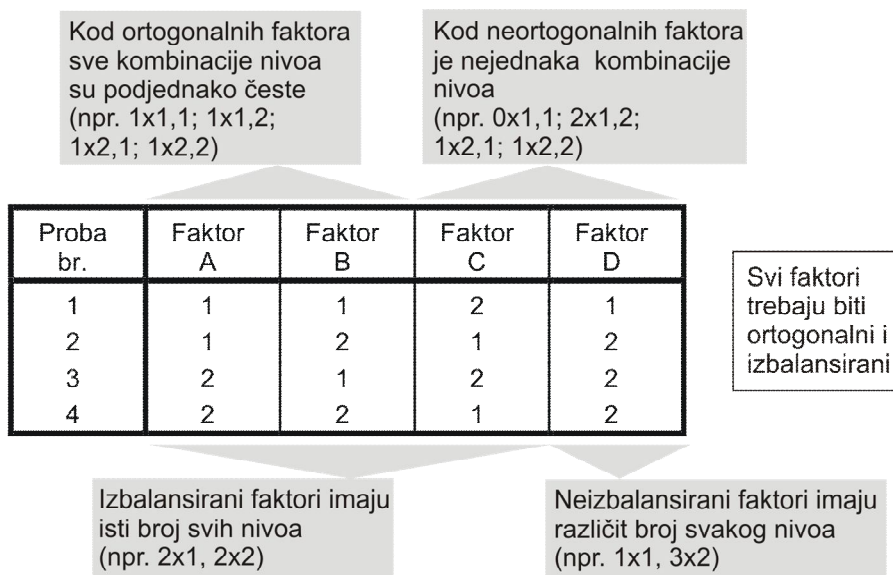 Kod ortogonalnih faktora
sve kombinacije nivoa
su podjednako česte
(npr. 1x1,1; 1x1,2;
1x2,1; 1x2,2)
Kod neortogonalnih faktora
je nejednaka kombinacije
nivoa
(npr. 0x1,1; 2x1,2;
1x2,1; 1x2,2)
Proba br. Faktor A Faktor B Faktor C Faktor D
1 1 1 2 1
2 1 2 1 2
3 2 1 2 2
4 2 2 1 2
Svi faktori
trebaju biti
ortogonalni i
izbalansirani
Izbalansirani faktori imaju
isti broj svih nivoa
(npr. 2x1, 2x2)
Neizbalansirani faktori imaju
različit broj svakog nivoa
(npr. 1x1, 3x2)